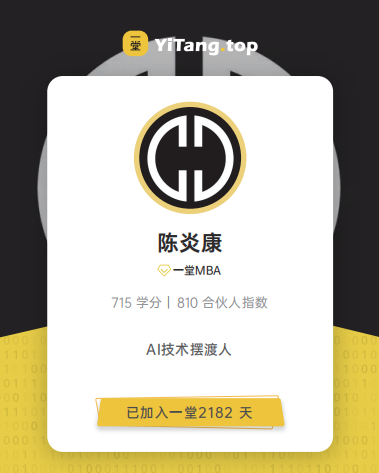 一堂 YiTang.top
陈炎康
一堂MBA
715 学分 | 810 合伙人指数
AI技术摆渡人
已加入一堂2182 天